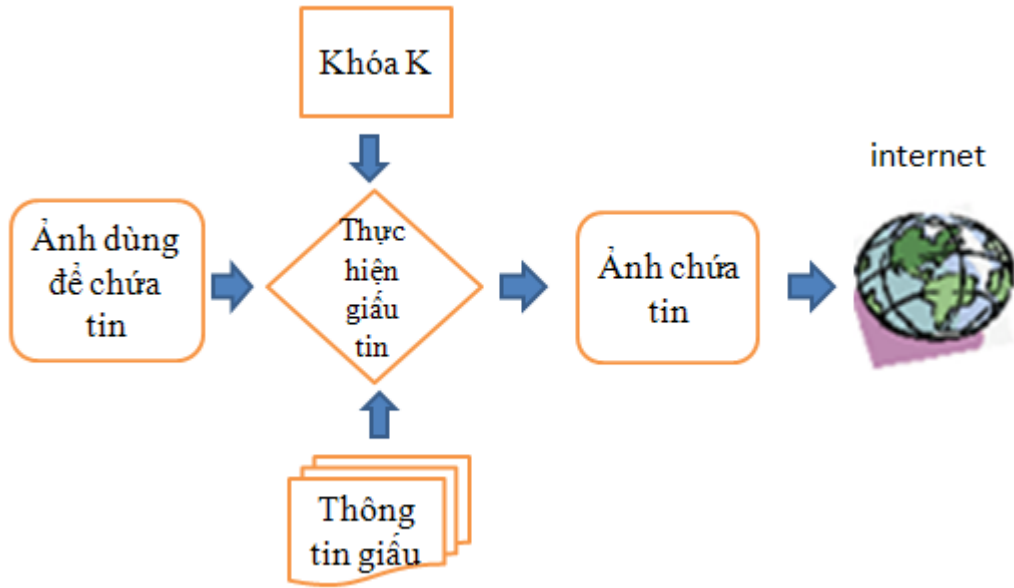 Khóa K
internet
Ảnh dùng
để chứa
tin
Thực
hiện
giấu
tin
Ảnh chứa
tin
Thông
tin giấu